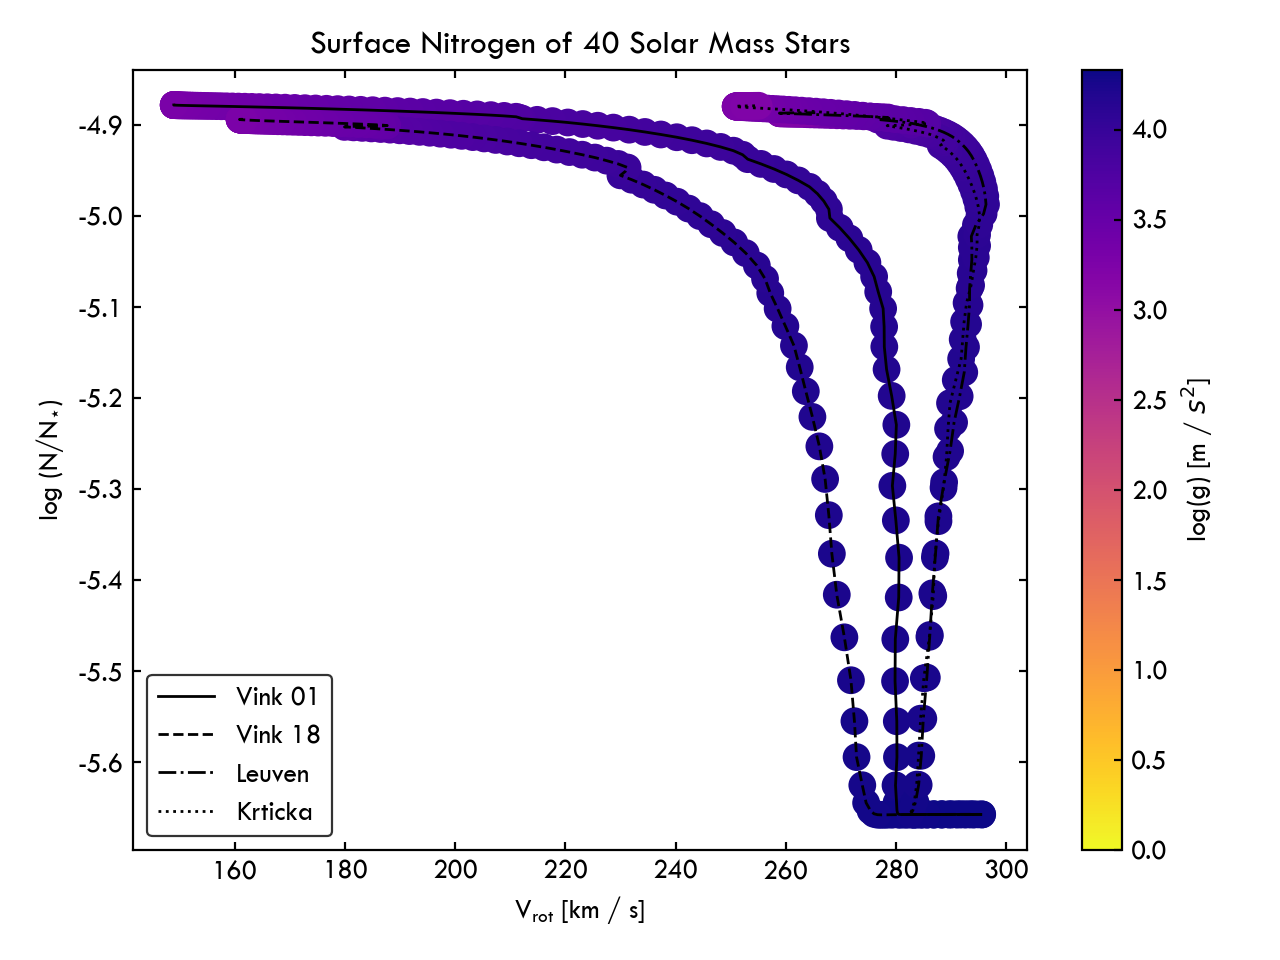 Surface Nitrogen of 40 Solar Mass Stars
-4.9
-5.0
-5.1
-5.2
-5.3
-5.4
-5.5
-5.6
log (N/N⋆)
Vink 01
Vink 18
Leuven
Krticka
160 180 200 220 240 260 280 300
V_rot [km / s]
4.0
3.5
3.0
2.5
2.0
1.5
1.0
0.5
0.0
log(g) [m / s²]